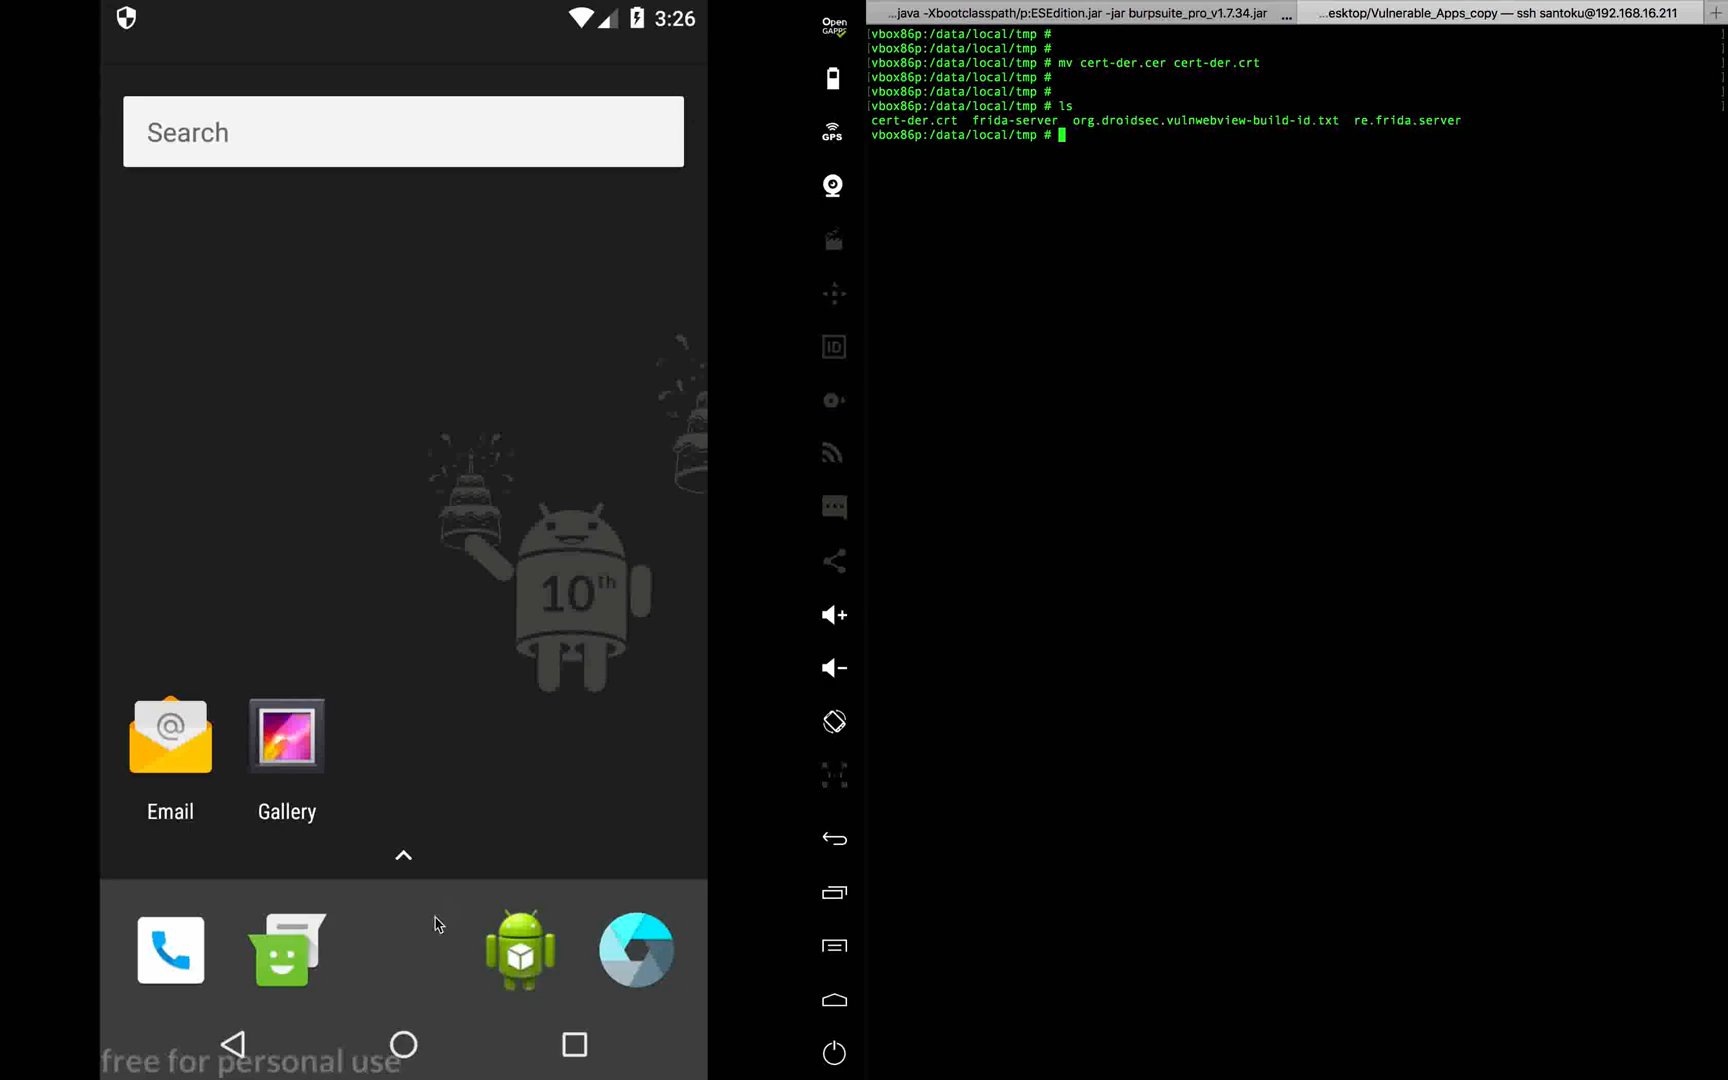 3:26
Search
10th
Email
Gallery
free for personal use
Open
GAPPS
GPS
ID
...java -Xbootclasspath/p:ESEdition.jar -jar burpsuite_pro_v1.7.34.jar ...
...esktop/Vulnerable_Apps_copy — ssh santoku@192.168.16.211
vbox86p:/data/local/tmp #
vbox86p:/data/local/tmp #
vbox86p:/data/local/tmp # mv cert-der.cer cert-der.crt
vbox86p:/data/local/tmp #
vbox86p:/data/local/tmp #
vbox86p:/data/local/tmp # ls
cert-der.crt frida-server org.droidsec.vulnwebview-build-id.txt re.frida.server
vbox86p:/data/local/tmp #